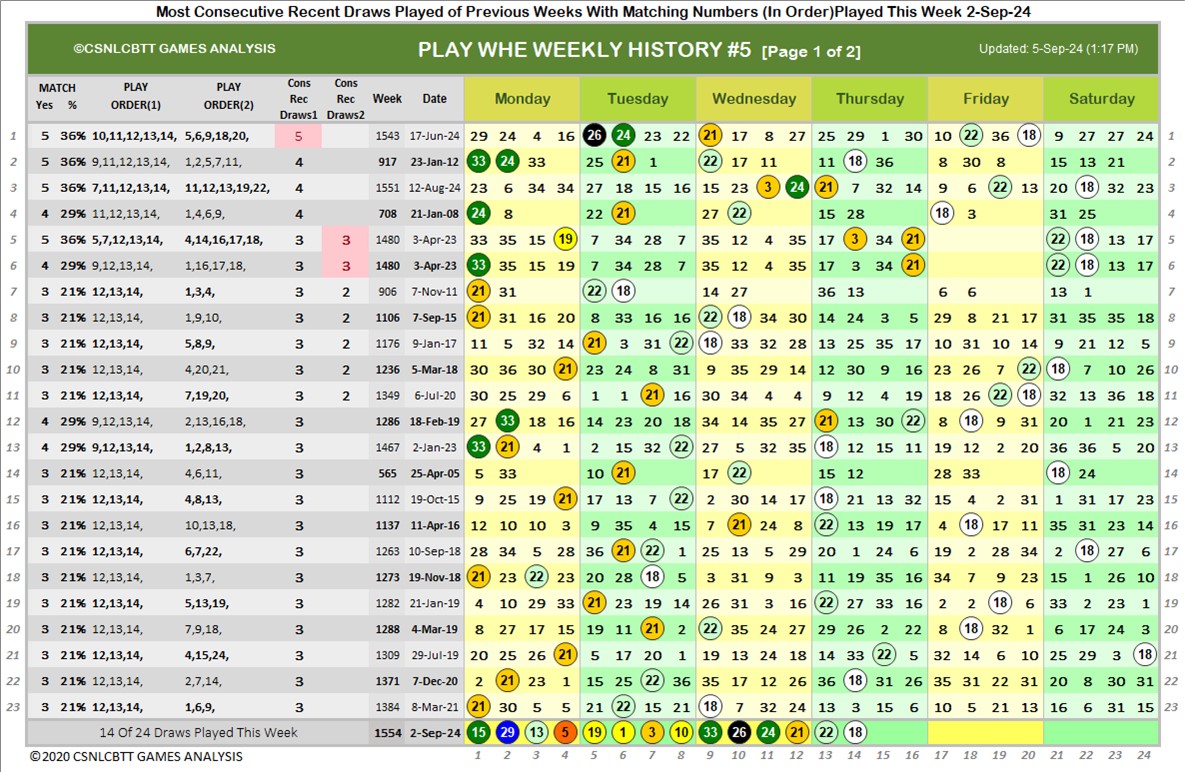 Most Consecutive Recent Draws Played of Previous Weeks With Matching Numbers (In Order)Played This Week 2-Sep-24
©CSNLCBTT GAMES ANALYSIS PLAY WHE WEEKLY HISTORY #5 [Page 1 of 2] Updated: 5-Sep-24 (1:17 PM)
MATCH Yes % PLAY ORDER(1) PLAY ORDER(2) Cons Rec Draws1 Cons Rec Draws2 Week Date Monday Tuesday Wednesday Thursday Friday Saturday
1 5 36% 10,11,12,13,14, 5,6,9,18,20, 5 1543 17-Jun-24 29 24 4 16 26 24 23 22 21 17 8 27 25 29 1 30 10 22 36 18 9 27 27 24 1
2 5 36% 9,11,12,13,14, 1,2,5,7,11, 4 917 23-Jan-12 33 24 33 25 21 1 22 17 11 11 18 36 8 30 8 15 13 21 2
3 5 36% 7,11,12,13,14, 11,12,13,19,22, 4 1551 12-Aug-24 23 6 34 34 27 18 15 16 15 23 3 24 21 7 32 14 9 6 22 13 20 18 32 23 3
4 4 29% 11,12,13,14, 1,4,6,9, 4 708 21-Jan-08 24 8 22 21 27 22 15 28 18 3 31 25 4
5 5 36% 5,7,12,13,14, 4,14,16,17,18, 3 3 1480 3-Apr-23 33 35 15 19 7 34 28 7 35 12 4 35 17 3 34 21 22 18 13 17 5
6 4 29% 9,12,13,14, 1,16,17,18, 3 3 1480 3-Apr-23 33 35 15 19 7 34 28 7 35 12 4 35 17 3 34 21 22 18 13 17 6
7 3 21% 12,13,14, 1,3,4, 3 2 906 7-Nov-11 21 31 22 18 14 27 36 13 6 6 13 1 7
8 3 21% 12,13,14, 1,9,10, 3 2 1106 7-Sep-15 21 31 16 20 8 33 16 16 22 18 34 30 14 24 3 5 29 8 21 17 31 35 35 18 8
9 3 21% 12,13,14, 5,8,9, 3 2 1176 9-Jan-17 11 5 32 14 21 3 31 22 18 33 32 28 13 25 35 17 10 31 10 14 9 21 12 5 9
10 3 21% 12,13,14, 4,20,21, 3 2 1236 5-Mar-18 30 36 30 21 23 24 8 31 9 35 29 14 12 30 9 16 23 26 7 22 18 7 10 26 10
11 3 21% 12,13,14, 7,19,20, 3 2 1349 6-Jul-20 30 25 29 6 1 1 21 16 30 34 4 4 9 12 4 19 18 26 22 18 32 13 36 18 11
12 4 29% 9,12,13,14, 2,13,16,18, 3 1286 18-Feb-19 27 33 18 16 14 23 20 18 34 14 35 27 21 13 30 22 8 18 9 31 20 1 21 23 12
13 4 29% 9,12,13,14, 1,2,8,13, 3 1467 2-Jan-23 33 21 4 1 2 15 32 22 27 5 32 35 18 12 15 11 19 12 2 20 36 36 5 20 13
14 3 21% 12,13,14, 4,6,11, 3 565 25-Apr-05 5 33 10 21 17 22 15 12 28 33 18 24 14
15 3 21% 12,13,14, 4,8,13, 3 1112 19-Oct-15 9 25 19 21 17 13 7 22 2 30 14 17 18 21 13 32 15 4 2 31 1 31 17 23 15
16 3 21% 12,13,14, 10,13,18, 3 1137 11-Apr-16 12 10 10 3 9 35 4 15 7 21 24 8 22 13 19 17 4 18 17 11 35 31 23 14 16
17 3 21% 12,13,14, 6,7,22, 3 1263 10-Sep-18 28 34 5 28 36 21 22 1 25 13 5 29 20 1 24 6 19 2 28 34 2 18 27 6 17
18 3 21% 12,13,14, 1,3,7, 3 1273 19-Nov-18 21 23 22 23 20 28 18 5 3 31 9 3 11 19 35 16 34 7 9 23 15 1 26 10 18
19 3 21% 12,13,14, 5,13,19, 3 1282 21-Jan-19 4 10 29 33 21 23 19 14 26 31 3 16 22 27 33 16 2 2 18 6 33 2 23 1 19
20 3 21% 12,13,14, 7,9,18, 3 1288 4-Mar-19 8 27 17 15 19 11 21 2 22 35 24 27 29 26 2 22 8 18 32 1 6 17 24 3 20
21 3 21% 12,13,14, 4,15,24, 3 1309 29-Jul-19 20 25 26 21 5 17 20 1 19 13 24 18 14 33 22 5 32 14 6 10 25 29 3 18 21
22 3 21% 12,13,14, 2,7,14, 3 1371 7-Dec-20 2 21 23 1 15 25 22 36 35 17 12 26 36 18 31 26 35 31 22 31 20 8 30 31 22
23 3 21% 12,13,14, 1,6,9, 3 1384 8-Mar-21 21 30 5 5 21 22 15 21 18 7 32 24 13 3 15 6 10 5 21 13 16 6 31 15 23
14 Of 24 Draws Played This Week 1554 2-Sep-24 15 29 13 5 19 1 3 10 33 26 24 21 22 18
©2020 CSNLCBTT GAMES ANALYSIS 1 2 3 4 5 6 7 8 9 10 11 12 13 14 15 16 17 18 19 20 21 22 23 24